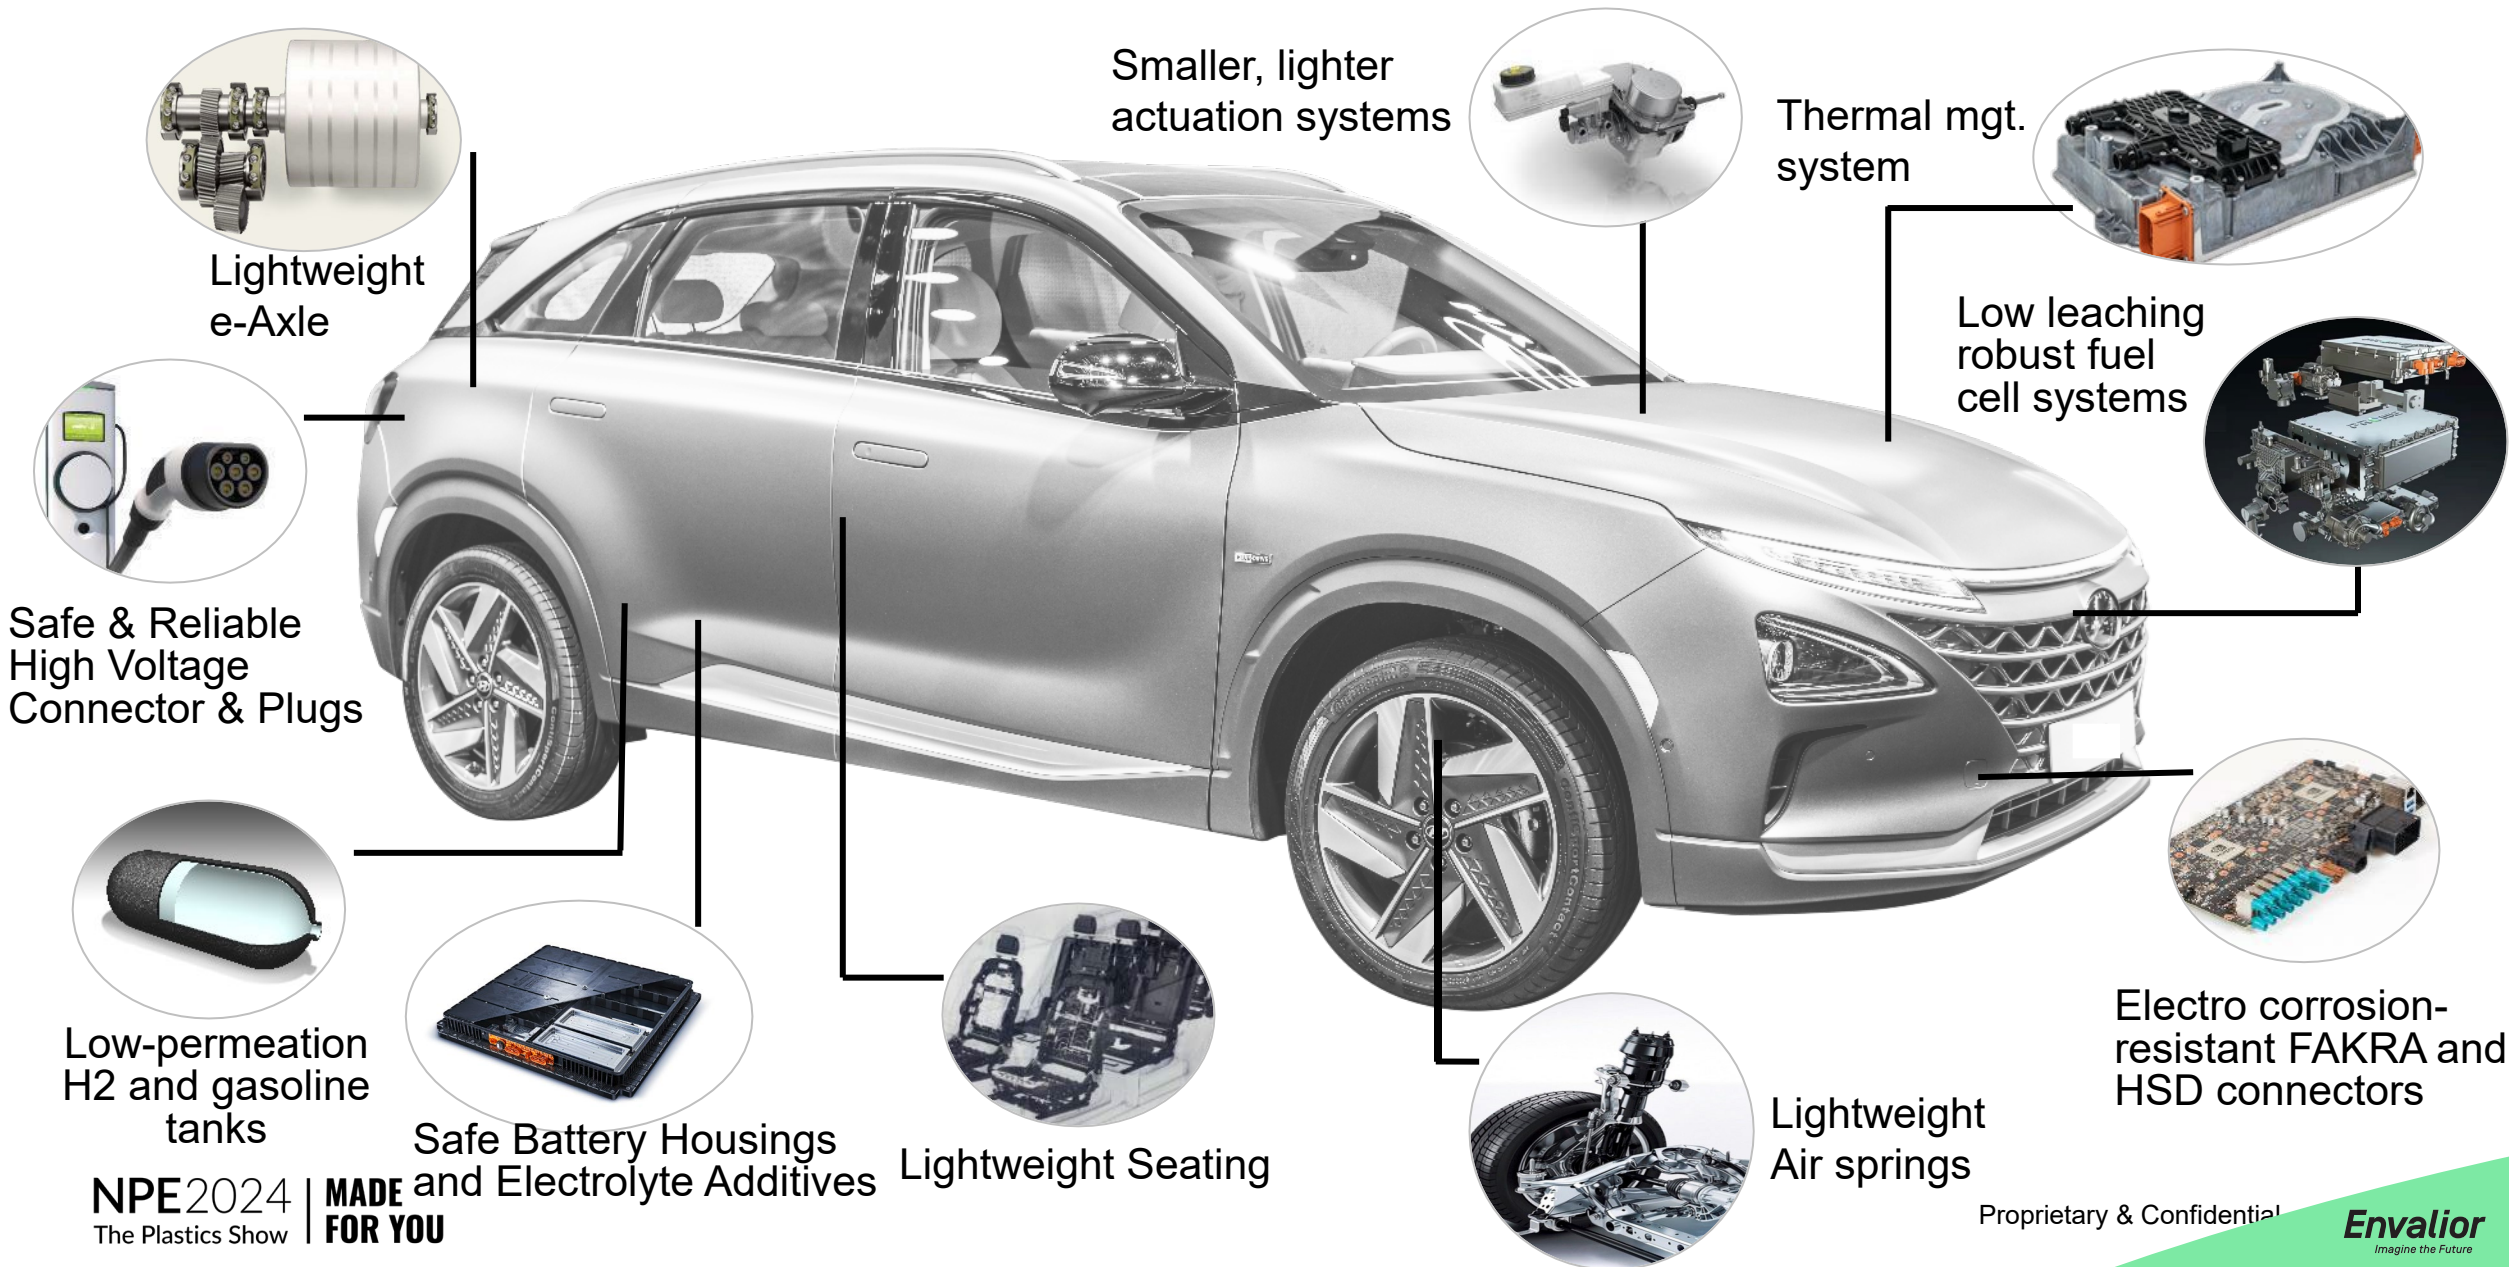 Smaller, lighter
actuation systems
Thermal mgt.
system
Lightweight
e-Axle
Low leaching
robust fuel
cell systems
Safe & Reliable
High Voltage
Connector & Plugs
Electro corrosion-
resistant FAKRA and
HSD connectors
Low-permeation
H2 and gasoline
tanks
Safe Battery Housings
and Electrolyte Additives
Lightweight Seating
Lightweight
Air springs
NPE2024
The Plastics Show
MADE
FOR YOU
Proprietary & Confidential
Envalior
Imagine the Future